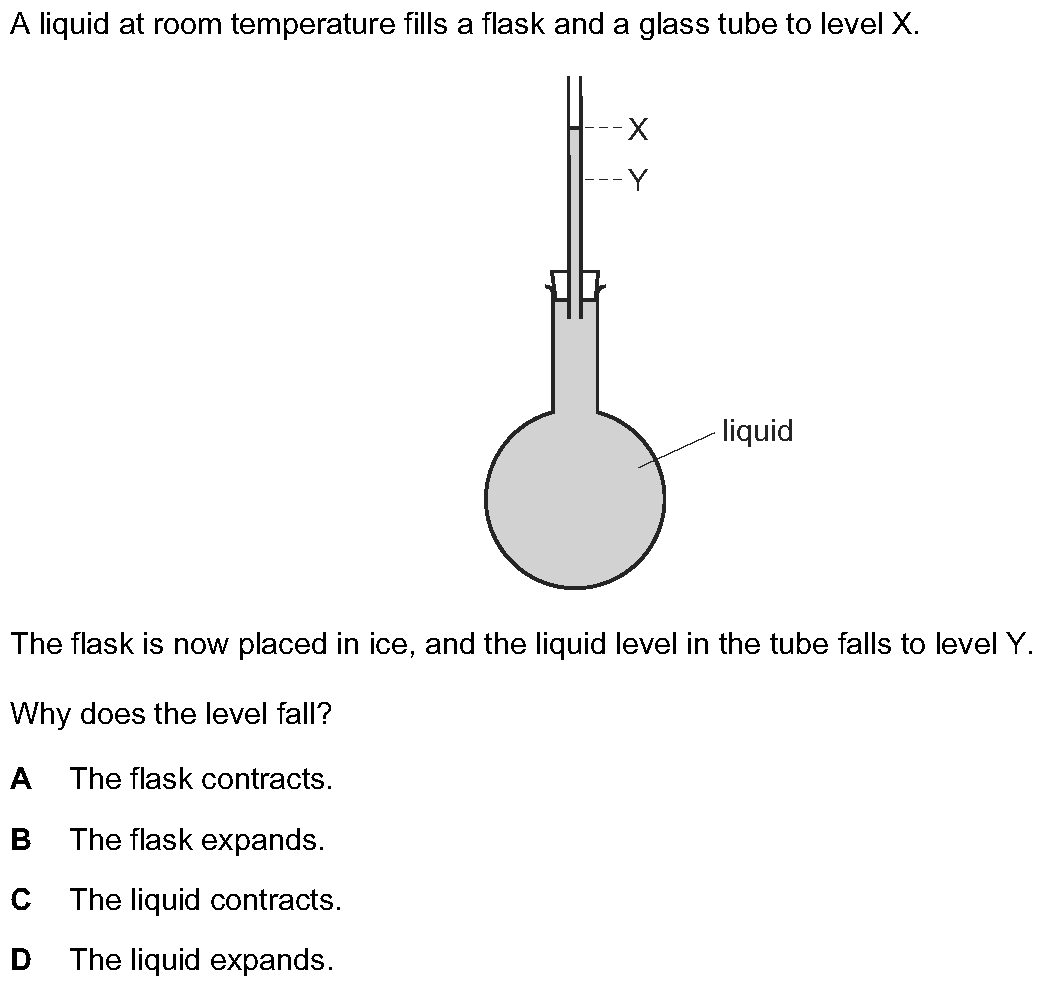 A liquid at room temperature fills a flask and a glass tube to level X.
X
Y
liquid
The flask is now placed in ice, and the liquid level in the tube falls to level Y.
Why does the level fall?
A The flask contracts.
B The flask expands.
C The liquid contracts.
D The liquid expands.